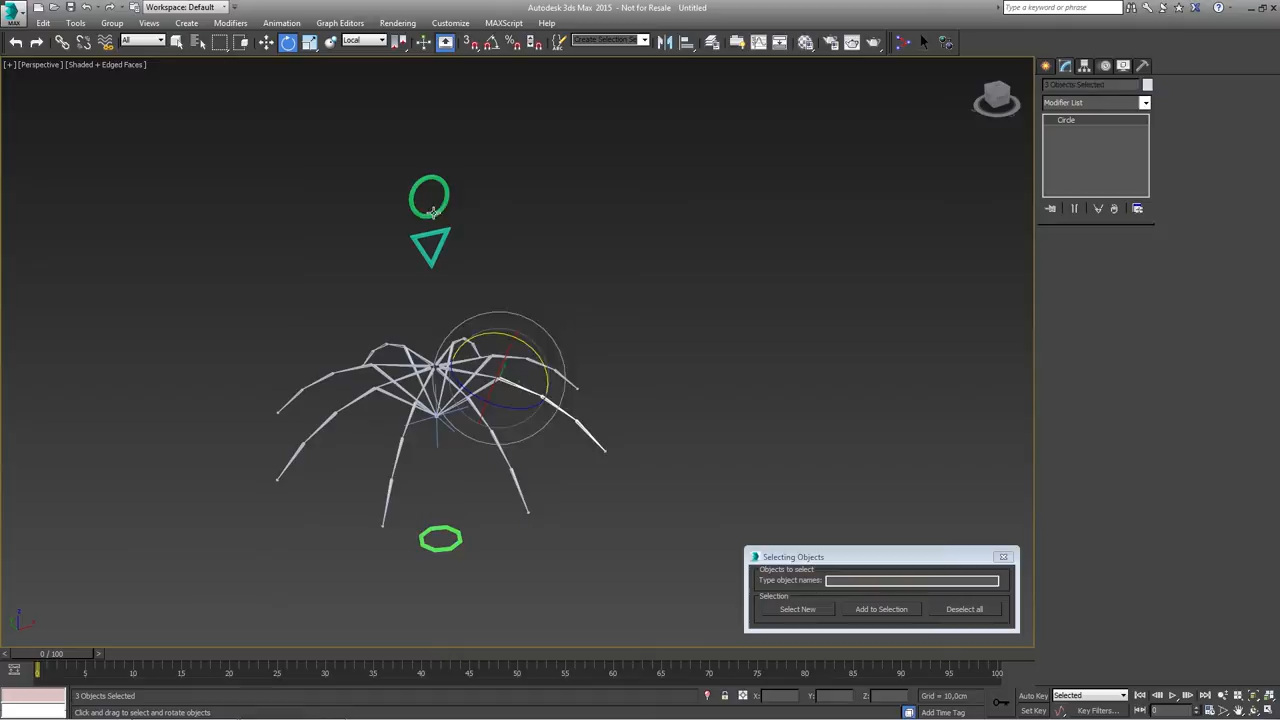 MAX
Workspace: Default
Autodesk 3ds Max 2015 - Not for Resale   Untitled
Type a keyword or phrase
Edit Tools Group Views Create Modifiers Animation Graph Editors Rendering Customize MAXScript Help
All
Local
Create Selection Se
[+] [Perspective] [Shaded + Edged Faces]
3 Objects Selected
Modifier List
Circle
Selecting Objects
Objects to select
Type object names:
Selection
Select New Add to Selection Deselect all
0 / 100
0 5 10 15 20 25 30 35 40 45 50 55 60 65 70 75 80 85 90 95 100
3 Objects Selected
X: Y: Z: Grid = 10,0cm
Auto Key Selected
Click and drag to select and rotate objects
Add Time Tag
Set Key Key Filters...
0